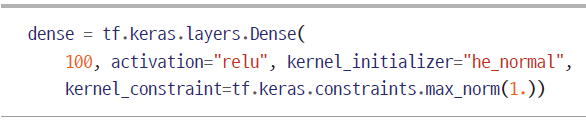 dense = tf.keras.layers.Dense(
    100, activation="relu", kernel_initializer="he_normal",
    kernel_constraint=tf.keras.constraints.max_norm(1.))